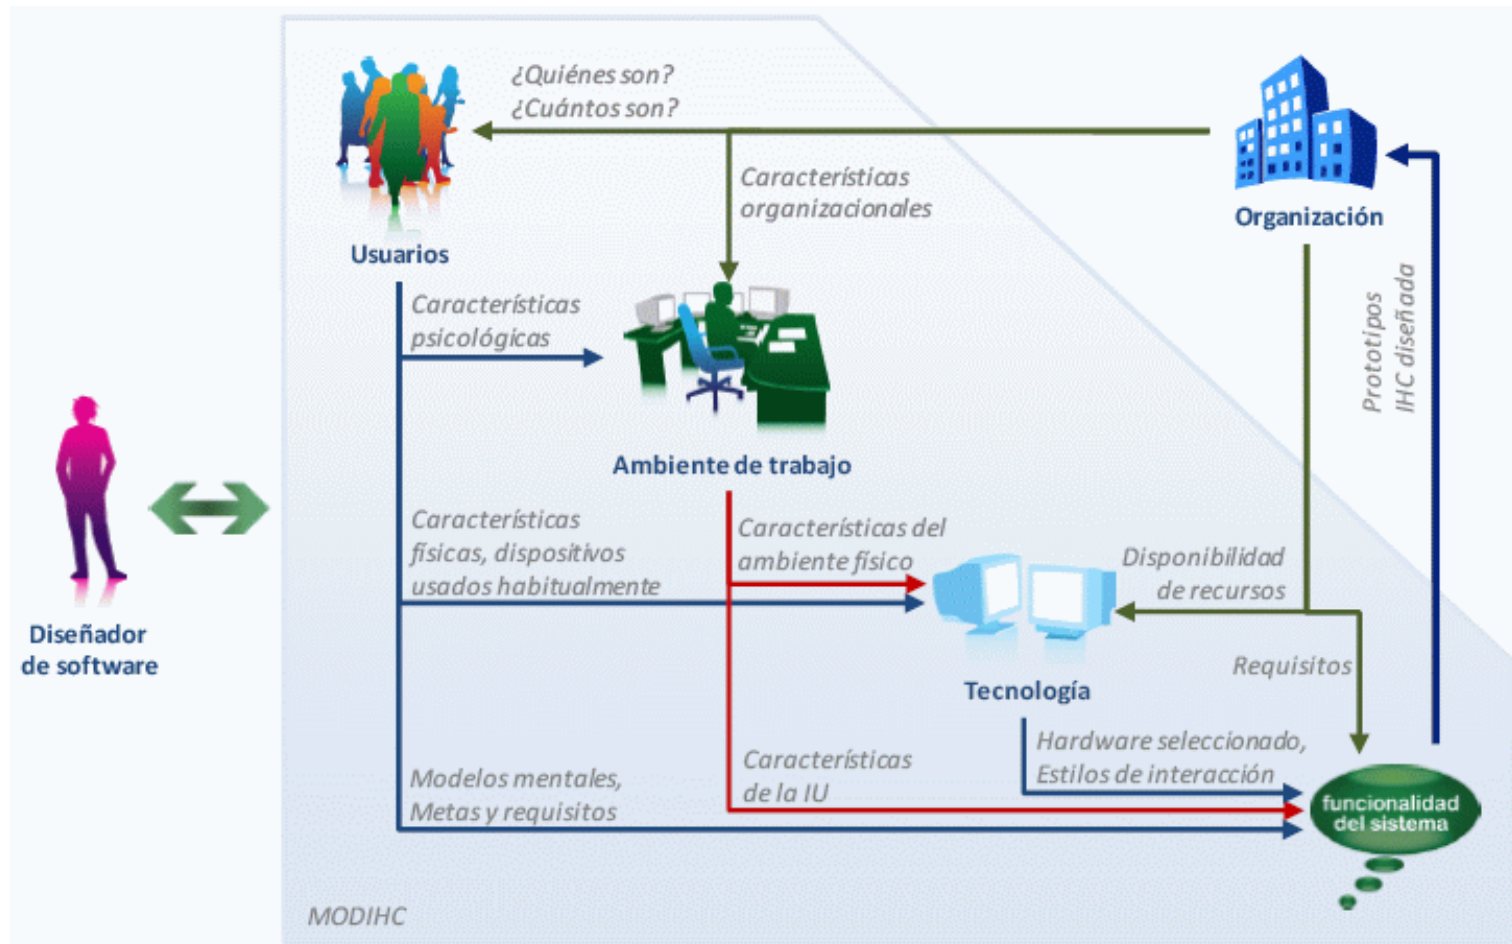 ¿Quiénes son?
¿Cuántos son?
Características
organizacionales
Organización
Usuarios
Características
psicológicas
Prototipos
IHC diseñada
Ambiente de trabajo
Características
físicas, dispositivos
usados habitualmente
Características del
ambiente físico
Disponibilidad
de recursos
Diseñador
de software
Requisitos
Tecnología
Hardware seleccionado,
Estilos de interacción
Características
de la IU
Modelos mentales,
Metas y requisitos
funcionalidad
del sistema
MODIHC